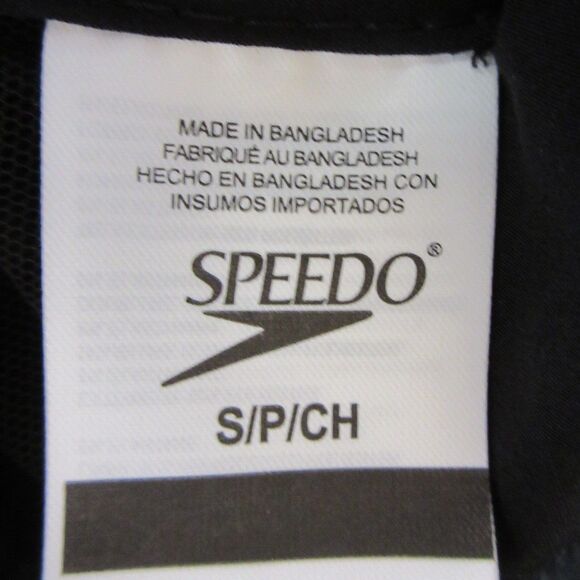 MADE IN BANGLADESH
FABRIQUÉ AU BANGLADESH
HECHO EN BANGLADESH CON
INSUMOS IMPORTADOS
SPEEDO®
S/P/CH